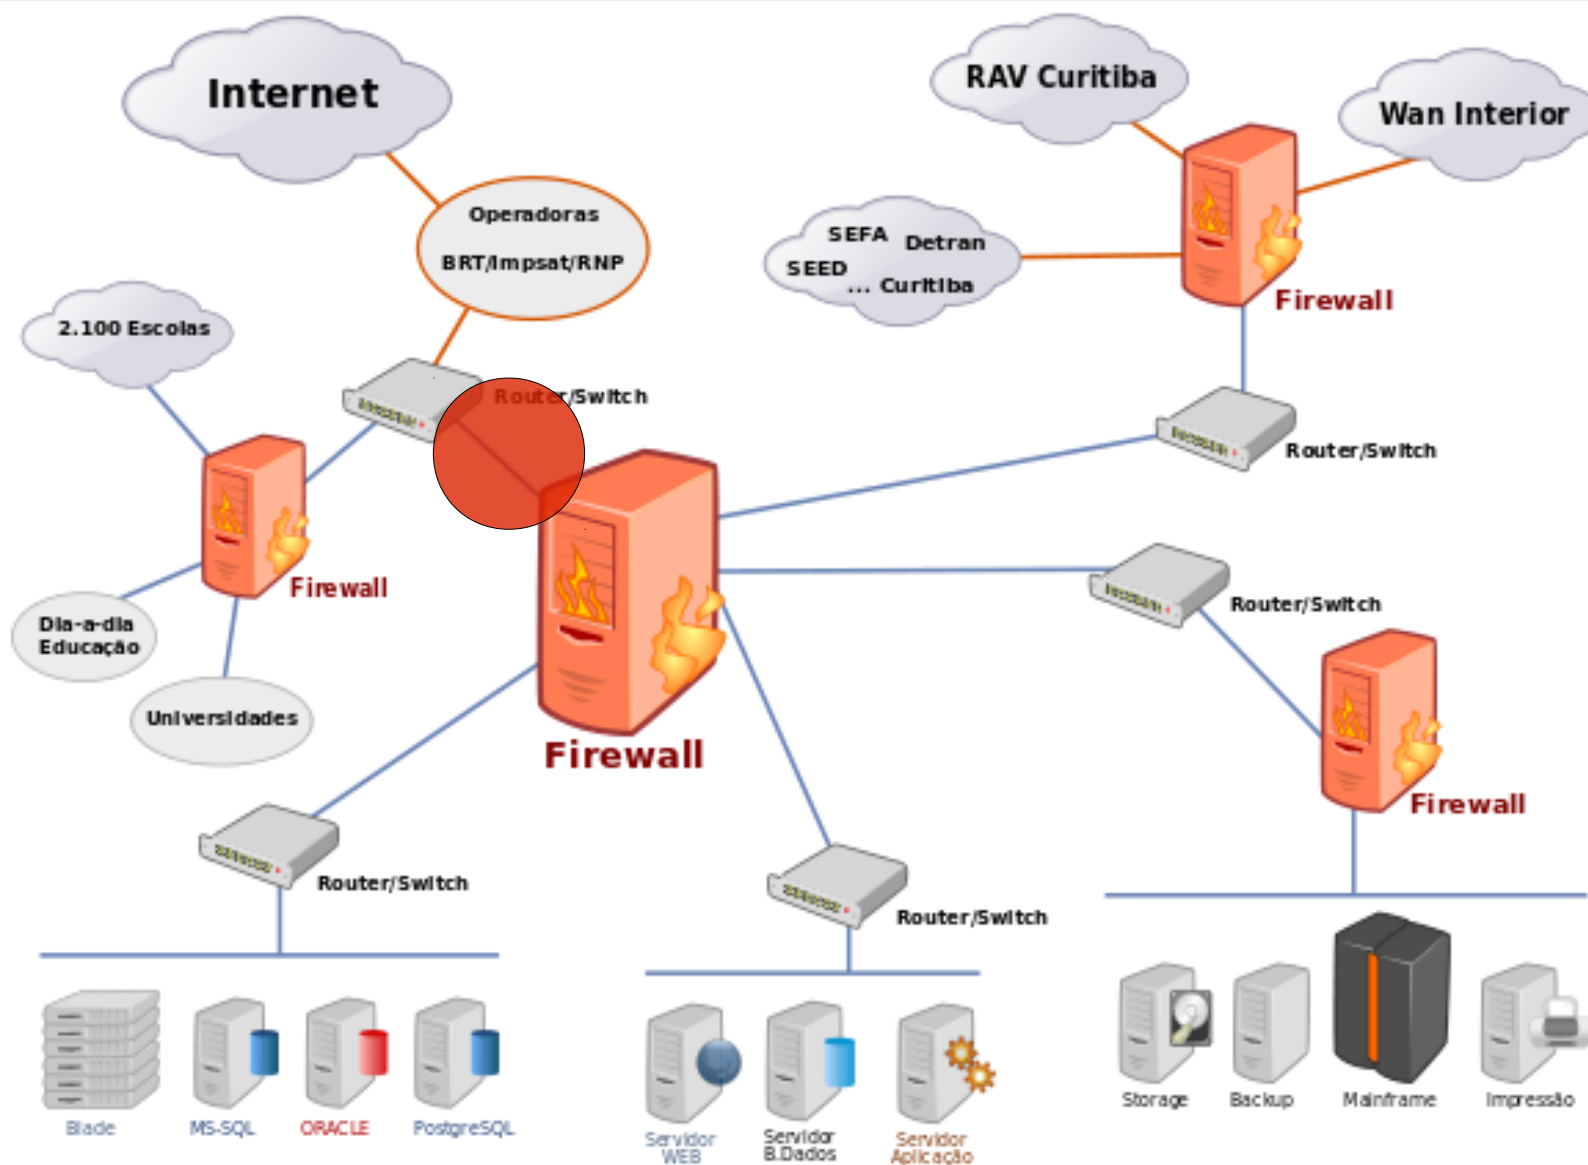 Internet
RAV Curitiba
Wan Interior
Operadoras
BRT/Impsat/RNP
SEFA
Detran
SEED
... Curitiba
Firewall
2.100 Escolas
Router/Switch
Router/Switch
Firewall
Dia-a-dia
Educação
Router/Switch
Universidades
Firewall
Firewall
Router/Switch
Router/Switch
Blade
MS-SQL
ORACLE
PostgreSQL
Servidor
WEB
Servidor
B.Dados
Servidor
Aplicação
Storage
Backup
Mainframe
Impressão